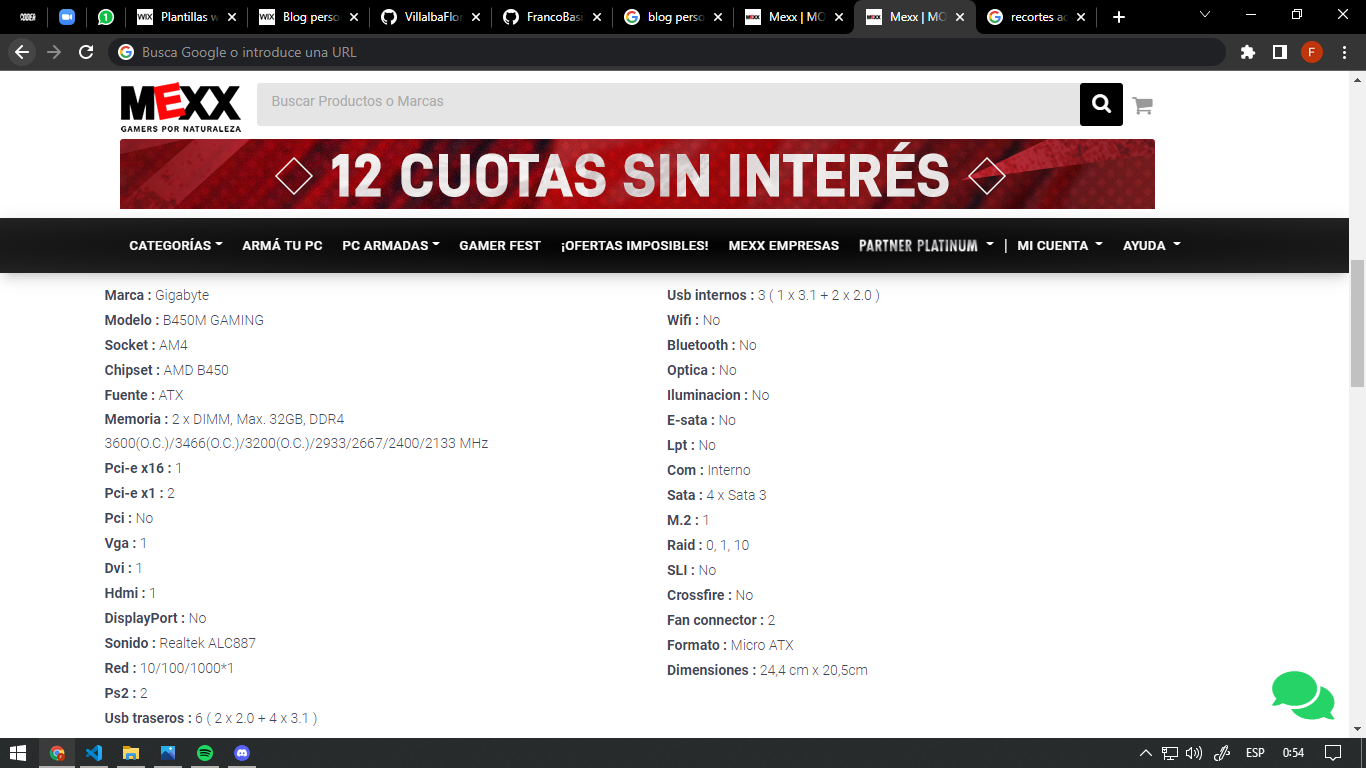 CODER
1
Plantillas w
Blog perso
VillalbaFlor
FrancoBas
blog perso
Mexx | MO
Mexx | MO
recortes ac
Busca Google o introduce una URL
F
MEXX
GAMERS POR NATURALEZA
Buscar Productos o Marcas
12 CUOTAS SIN INTERÉS
CATEGORÍAS ARMÁ TU PC PC ARMADAS GAMER FEST ¡OFERTAS IMPOSIBLES! MEXX EMPRESAS PARTNER PLATINUM | MI CUENTA AYUDA
Marca : Gigabyte
Modelo : B450M GAMING
Socket : AM4
Chipset : AMD B450
Fuente : ATX
Memoria : 2 x DIMM, Max. 32GB, DDR4
3600(O.C.)/3466(O.C.)/3200(O.C.)/2933/2667/2400/2133 MHz
Pci-e x16 : 1
Pci-e x1 : 2
Pci : No
Vga : 1
Dvi : 1
Hdmi : 1
DisplayPort : No
Sonido : Realtek ALC887
Red : 10/100/1000*1
Ps2 : 2
Usb traseros : 6 ( 2 x 2.0 + 4 x 3.1 )
Usb internos : 3 ( 1 x 3.1 + 2 x 2.0 )
Wifi : No
Bluetooth : No
Optica : No
Iluminacion : No
E-sata : No
Lpt : No
Com : Interno
Sata : 4 x Sata 3
M.2 : 1
Raid : 0, 1, 10
SLI : No
Crossfire : No
Fan connector : 2
Formato : Micro ATX
Dimensiones : 24,4 cm x 20,5cm
ESP
0:54